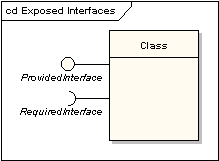 cd Exposed Interfaces
Class
ProvidedInterface
RequiredInterface